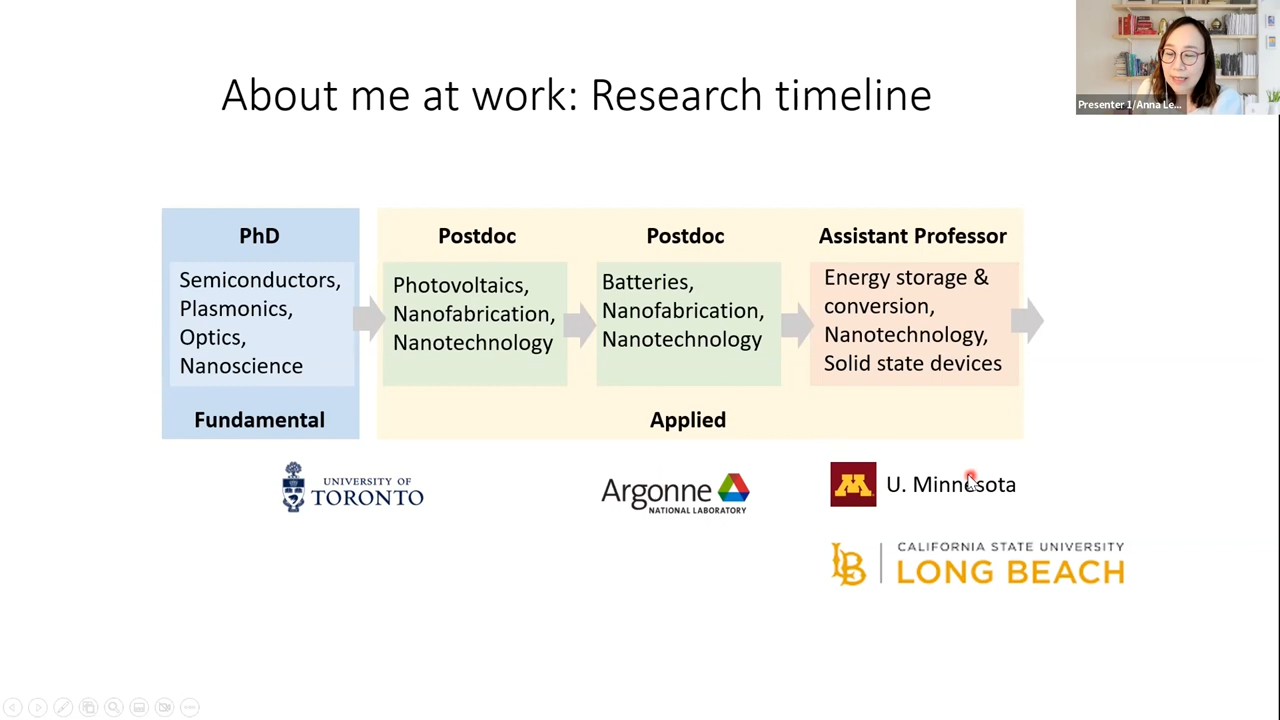 About me at work: Research timeline
Presenter 1/Anna Le...
PhD
Semiconductors,
Plasmonics,
Optics,
Nanoscience
Fundamental
Postdoc
Photovoltaics,
Nanofabrication,
Nanotechnology
Postdoc
Batteries,
Nanofabrication,
Nanotechnology
Assistant Professor
Energy storage &
conversion,
Nanotechnology,
Solid state devices
Applied
UNIVERSITY OF
TORONTO
Argonne
NATIONAL LABORATORY
M U. Minnesota
LB CALIFORNIA STATE UNIVERSITY
LONG BEACH